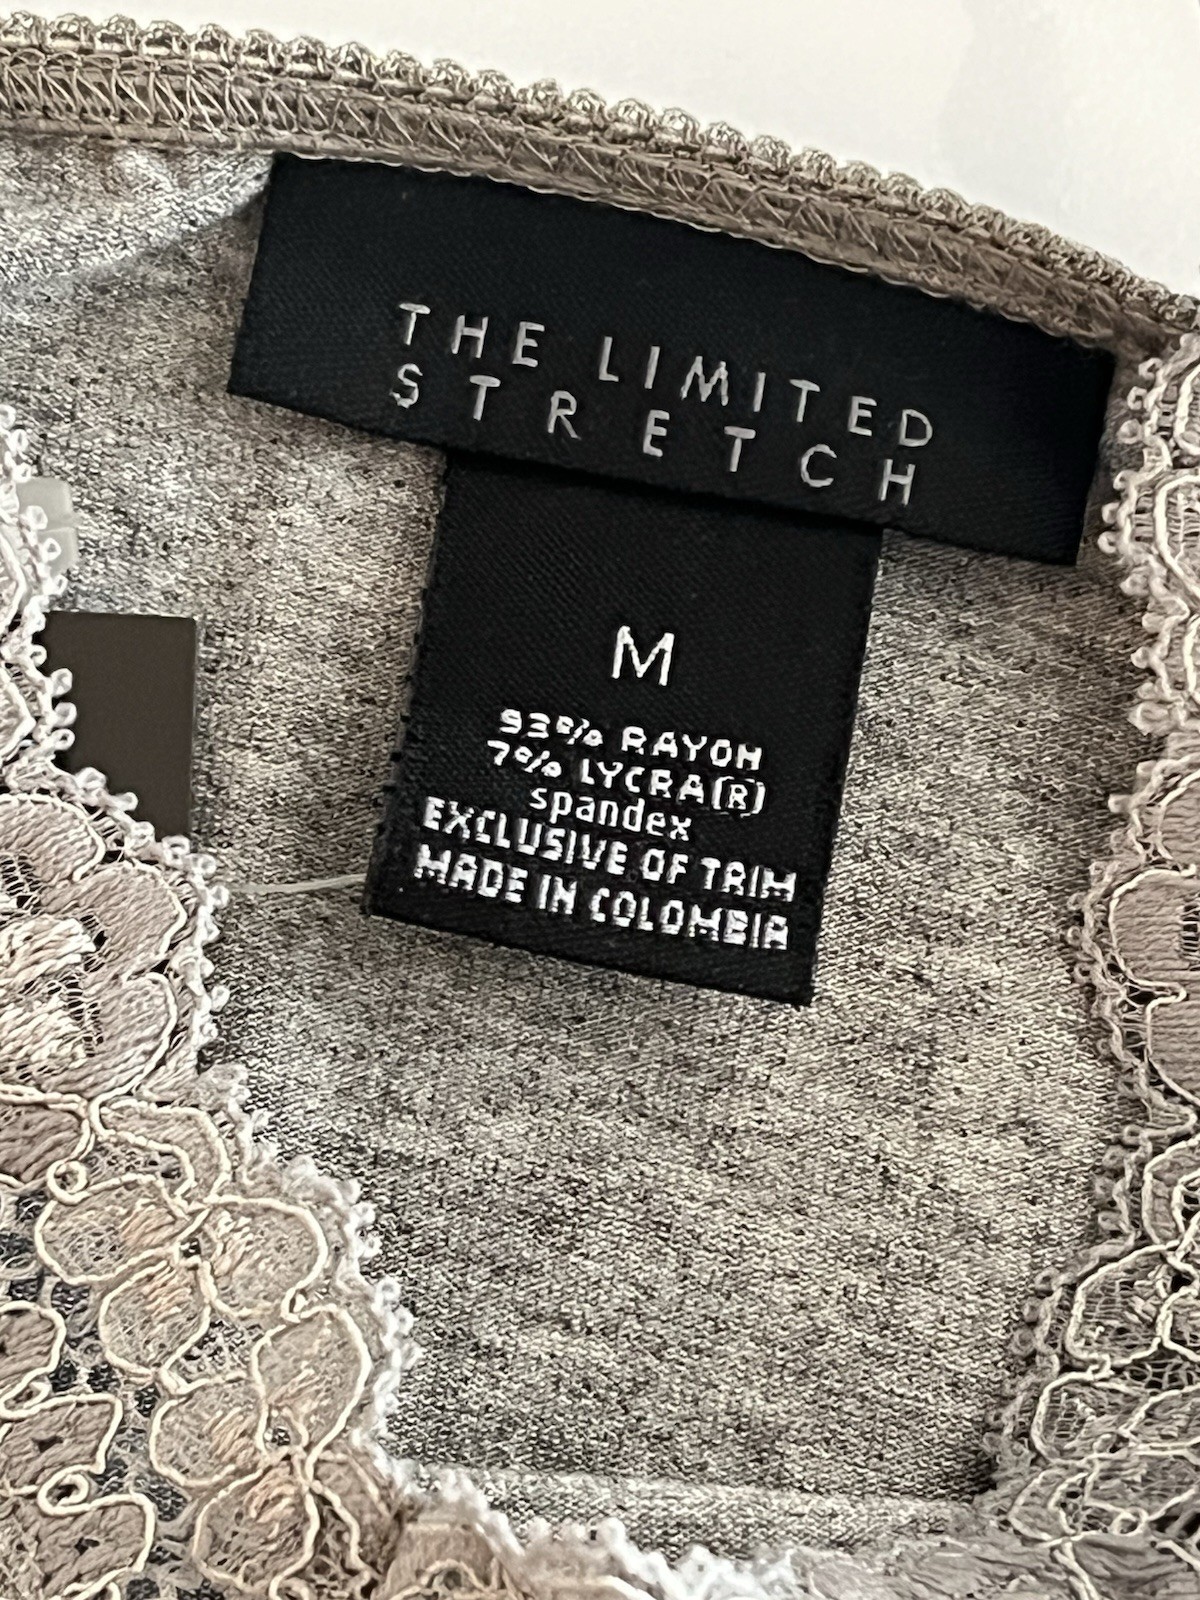 THE LIMITED
STRETCH
M
93% RAYON
7% LYCRA(R)
spandex
EXCLUSIVE OF TRIM
MADE IN COLOMBIA